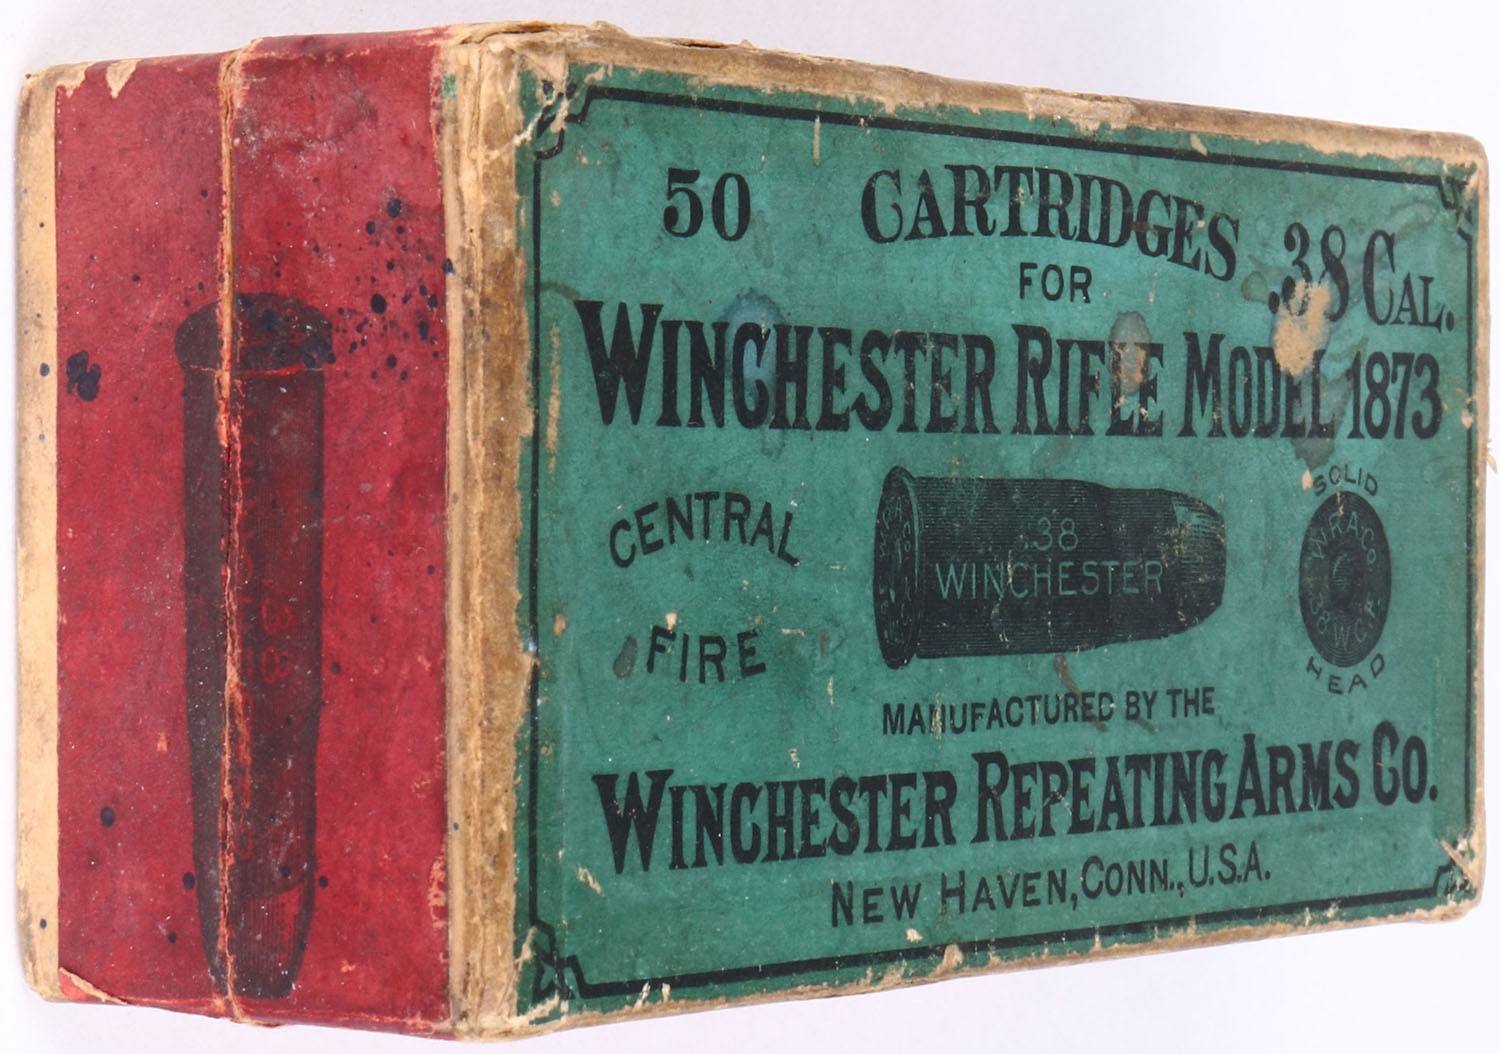 50 CARTRIDGES .38 CAL.
FOR
WINCHESTER RIFLE MODEL 1873
CENTRAL
FIRE
.38
WINCHESTER
SOLID
W.R.A.CO.
.38 W.C.F.
HEAD
MANUFACTURED BY THE
WINCHESTER REPEATING ARMS CO.
NEW HAVEN, CONN., U.S.A.
38